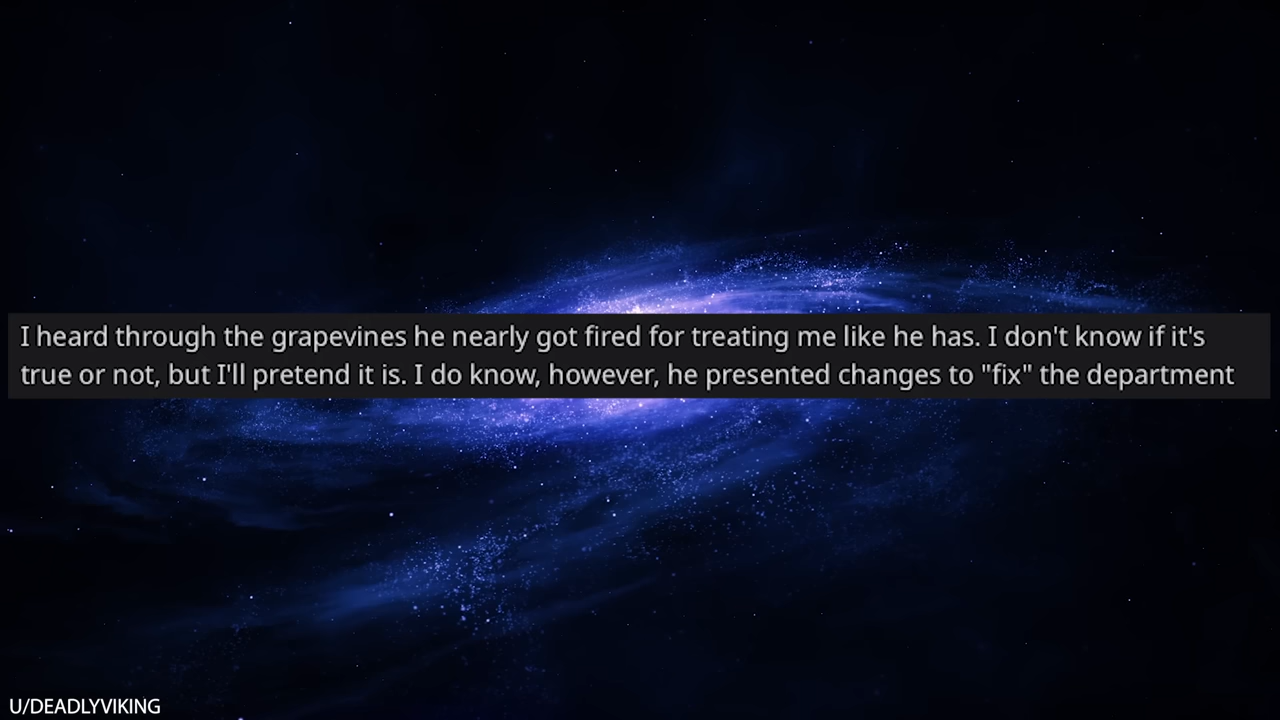 I heard through the grapevines he nearly got fired for treating me like he has. I don't know if it's
true or not, but I'll pretend it is. I do know, however, he presented changes to "fix" the department
U/DEADLYVIKING